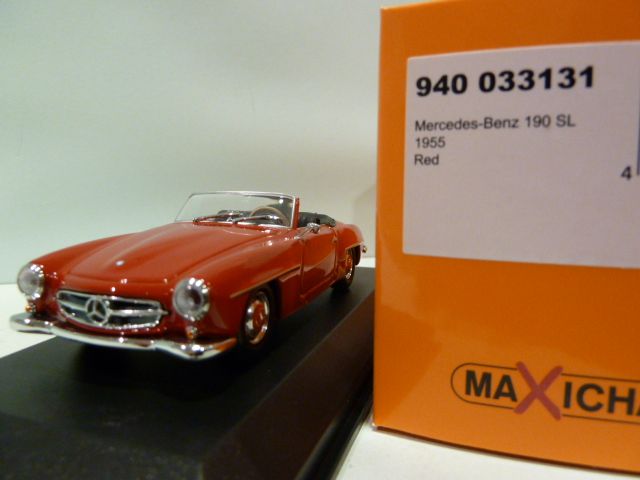 940 033131
Mercedes-Benz 190 SL
1955
Red
4
MAXICHA